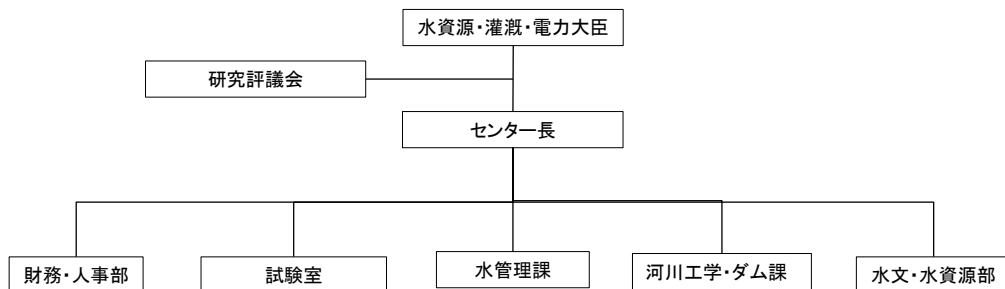 水資源・灌漑・電力大臣
研究評議会
センター長
財務・人事部
試験室
水管理課
河川工学・ダム課
水文・水資源部